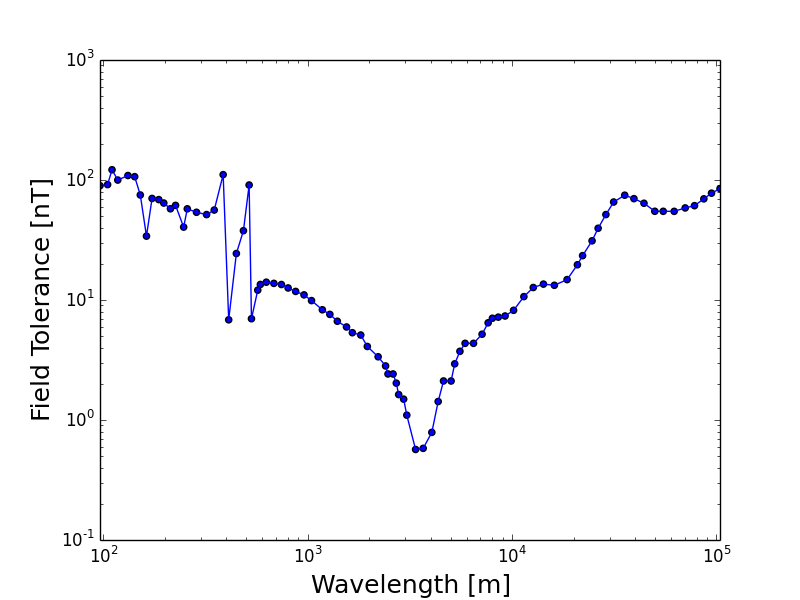 10³
10²
10¹
10⁰
10⁻¹
Field Tolerance [nT]
10² 10³ 10⁴ 10⁵
Wavelength [m]